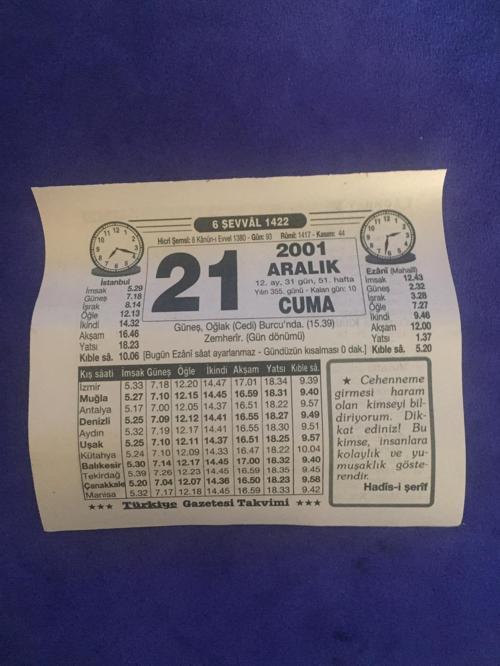 6 ŞEVVÂL 1422
Hicrî Şemsî: 8 Kânûn-ı Evvel 1380 - Gün: 93 Rûmî: 1417 - Kasım: 44
21
2001
ARALIK
12. ay, 31 gün, 51. hafta
Yılın 355. günü - Kalan gün: 10
CUMA
İstanbul
İmsak 5.29
Güneş 7.18
İşrak 8.14
Öğle 12.13
İkindi 14.32
Akşam 16.46
Yatsı 18.23
Kıble sâ. 10.06
Ezânî (Mahallî)
İmsak 12.43
Güneş 2.32
İşrak 3.28
Öğle 7.27
İkindi 9.46
Akşam 12.00
Yatsı 1.37
Kıble sâ. 5.20
Güneş, Oğlak (Cedî) Burcu'nda. (15.39)
Zemherîr. (Gün dönümü)
[Bugün Ezânî sâat ayarlanmaz - Gündüzün kısalması 0 dak.]
Kış sâati İmsak Güneş Öğle İkindi Akşam Yatsı Kıble sâ.
İzmir 5.33 7.18 12.20 14.47 17.01 18.34 9.39
Muğla 5.27 7.10 12.15 14.45 16.59 18.31 9.40
Antalya 5.17 7.00 12.05 14.37 16.51 18.22 9.57
Denizli 5.25 7.09 12.12 14.41 16.55 18.27 9.49
Aydın 5.32 7.19 12.17 14.41 16.55 18.30 9.51
Uşak 5.25 7.10 12.11 14.37 16.51 18.25 9.57
Kütahya 5.24 7.10 12.09 14.33 16.47 18.22 10.04
Balıkesir 5.30 7.14 12.17 14.45 17.00 18.32 9.40
Tekirdağ 5.39 7.26 12.23 14.45 16.59 18.35 9.45
Çanakkale 5.20 7.04 12.07 14.36 16.50 18.23 9.58
Manisa 5.32 7.17 12.18 14.45 16.59 18.33 9.42
★ Cehenneme
girmesi haram
olan kimseyi bil-
diriyorum. Dik-
kat ediniz! Bu
kimse, insanlara
kolaylık ve yu-
muşaklık göste-
rendir.
Hadîs-i şerîf
★★★ Türkiye Gazetesi Takvimi ★★★